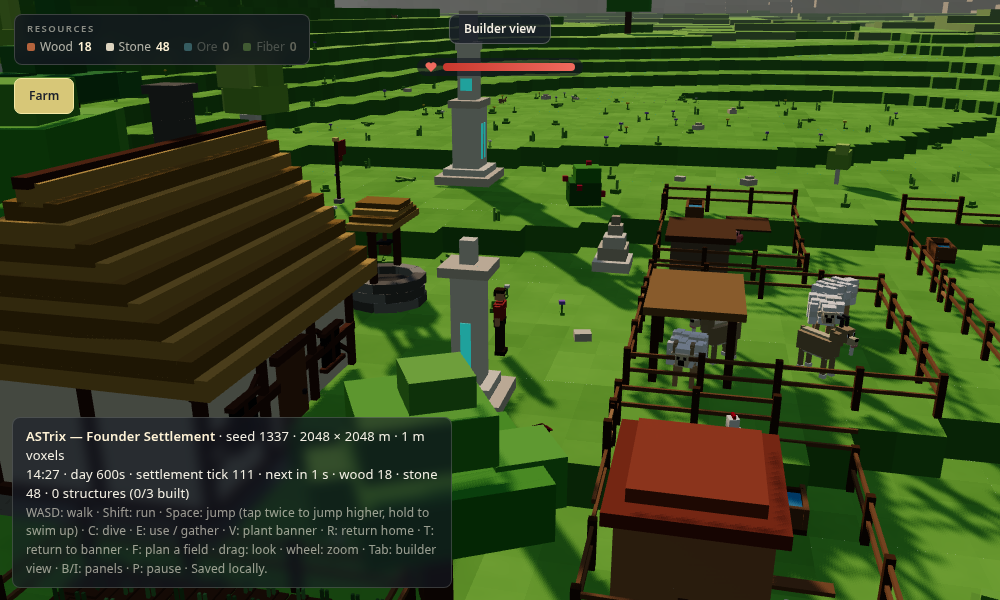 RESOURCES
Wood 18 Stone 48 Ore 0 Fiber 0
Builder view
Farm
ASTrix — Founder Settlement · seed 1337 · 2048 × 2048 m · 1 m
voxels
14:27 · day 600s · settlement tick 111 · next in 1 s · wood 18 · stone
48 · 0 structures (0/3 built)
WASD: walk · Shift: run · Space: jump (tap twice to jump higher, hold to
swim up) · C: dive · E: use / gather · V: plant banner · R: return home · T:
return to banner · F: plan a field · drag: look · wheel: zoom · Tab: builder
view · B/I: panels · P: pause · Saved locally.